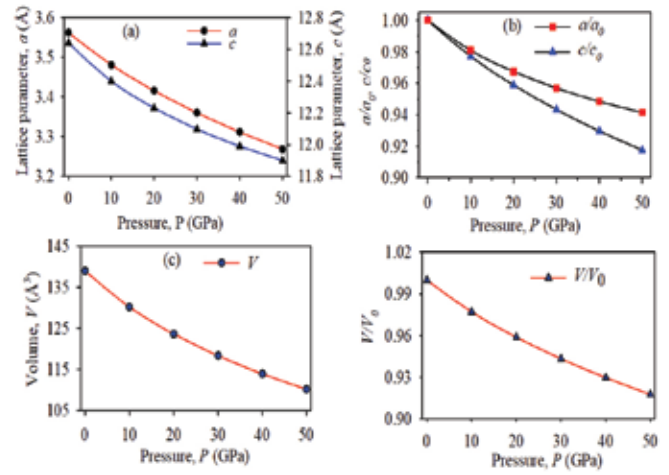 3.6
3.5
3.4
3.3
3.2
Lattice parameter, a (Å)
(a)
a
c
12.8
12.6
12.4
12.2
12.0
11.8
Lattice parameter, c (Å)
0 10 20 30 40 50
Pressure, P (GPa)
1.00
0.98
0.96
0.94
0.92
0.90
a/a0, c/c0
(b)
a/a0
c/c0
0 10 20 30 40 50
Pressure, P (GPa)
145
135
125
115
105
Volume, V (Å³)
(c)
V
0 10 20 30 40 50
Pressure, P (GPa)
1.02
0.99
0.96
0.93
0.90
V/V0
V/V0
0 10 20 30 40 50
Pressure, P (GPa)